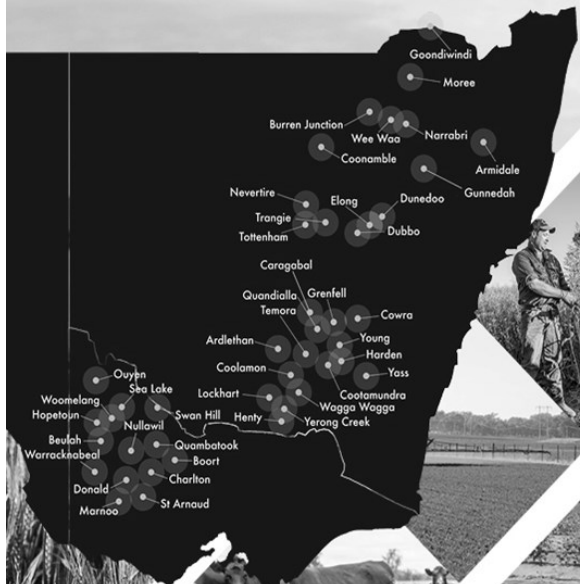 Goondiwindi
Moree
Burren Junction
Wee Waa
Narrabri
Coonamble
Armidale
Gunnedah
Nevertire
Elong
Dunedoo
Trangie
Tottenham
Dubbo
Caragabal
Quandialla
Grenfell
Temora
Cowra
Ardlethan
Young
Harden
Coolamon
Yass
Cootamundra
Lockhart
Wagga Wagga
Henty
Yerong Creek
Ouyen
Sea Lake
Woomelang
Hopetoun
Swan Hill
Nullawil
Beulah
Quambatook
Warracknabeal
Boort
Charlton
Donald
St Arnaud
Marnoo